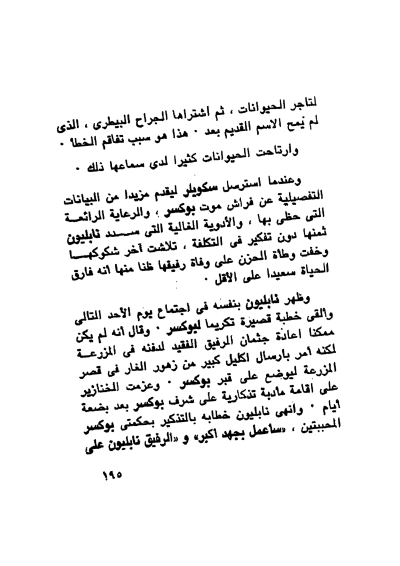 لتاجر الحيوانات ، ثم اشتراها الجراح البيطرى ، الذى
لم يمح الاسم القديم بعد . هذا هو سبب تفاقم الخطأ .
وارتاحت الحيوانات كثيرا لدى سماعها ذلك .
وعندما استرسل سكويلر ليقدم مزيدا من البيانات
التفصيلية عن فراش موت بوكسر ، والرعاية الرائعة
التى حظى بها ، والأدوية الغالية التى سدد نابليون
ثمنها دون تفكير فى التكلفة ، تلاشت آخر شكوكها
وخفت وطأة الحزن على وفاة رفيقها ظنا منها انه فارق
الحياة سعيدا على الأقل .
وظهر نابليون بنفسه فى اجتماع يوم الأحد التالى
وألقى خطبة قصيرة تكريما لبوكسر . وقال انه لم يكن
ممكنا اعادة جثمان الرفيق الفقيد لدفنه فى المزرعة
لكنه أمر بارسال اكليل كبير من زهور الغار فى قصر
المزرعة ليوضع على قبر بوكسر . وعزمت الخنازير
على اقامة مادبة تذكارية على شرف بوكسر بعد بضعة
أيام . وانهى نابليون خطابه بالتذكير بحكمتى بوكسر
المحببتين ، «ساعمل بجهد اكبر» و «الرفيق نابليون على
١٩٥